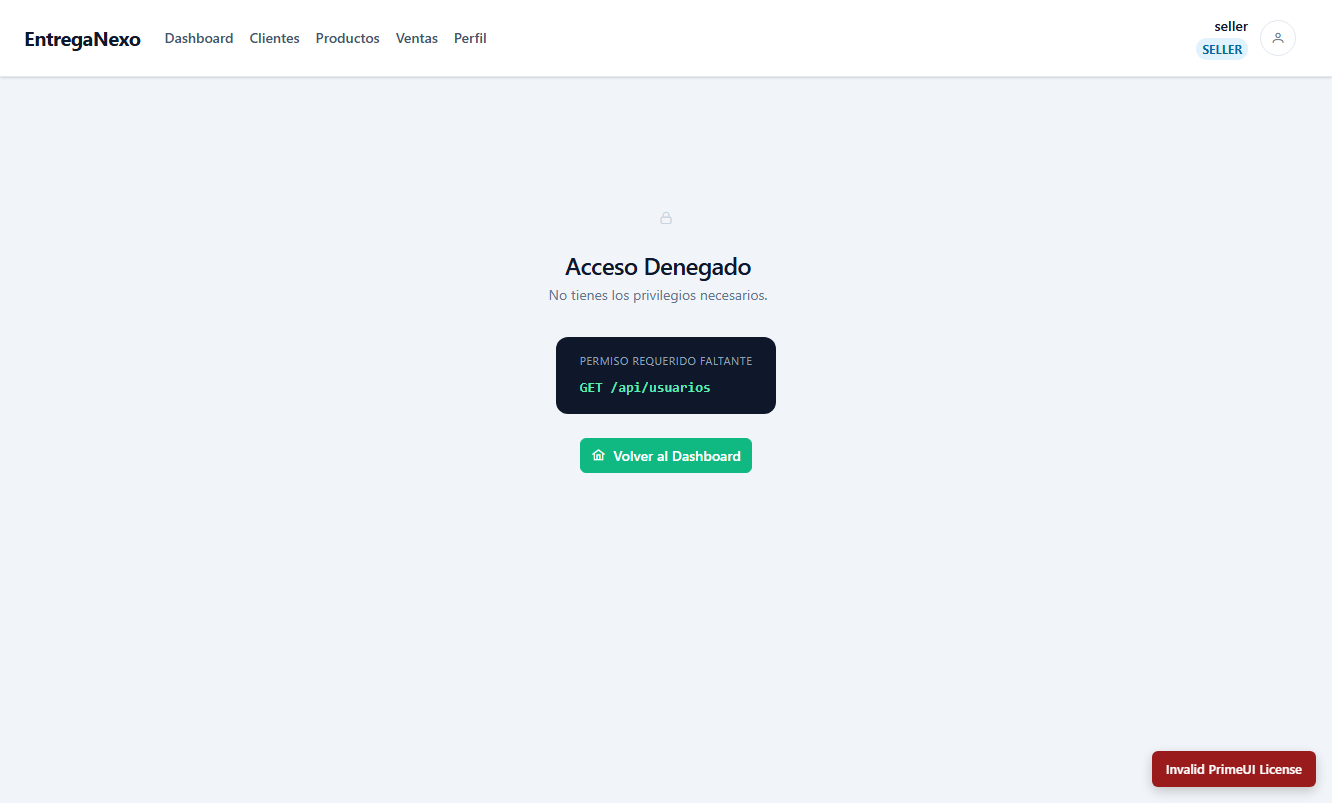 EntregaNexo
Dashboard
Clientes
Productos
Ventas
Perfil
seller
SELLER
Acceso Denegado
No tienes los privilegios necesarios.
PERMISO REQUERIDO FALTANTE
GET /api/usuarios
Volver al Dashboard
Invalid PrimeUI License